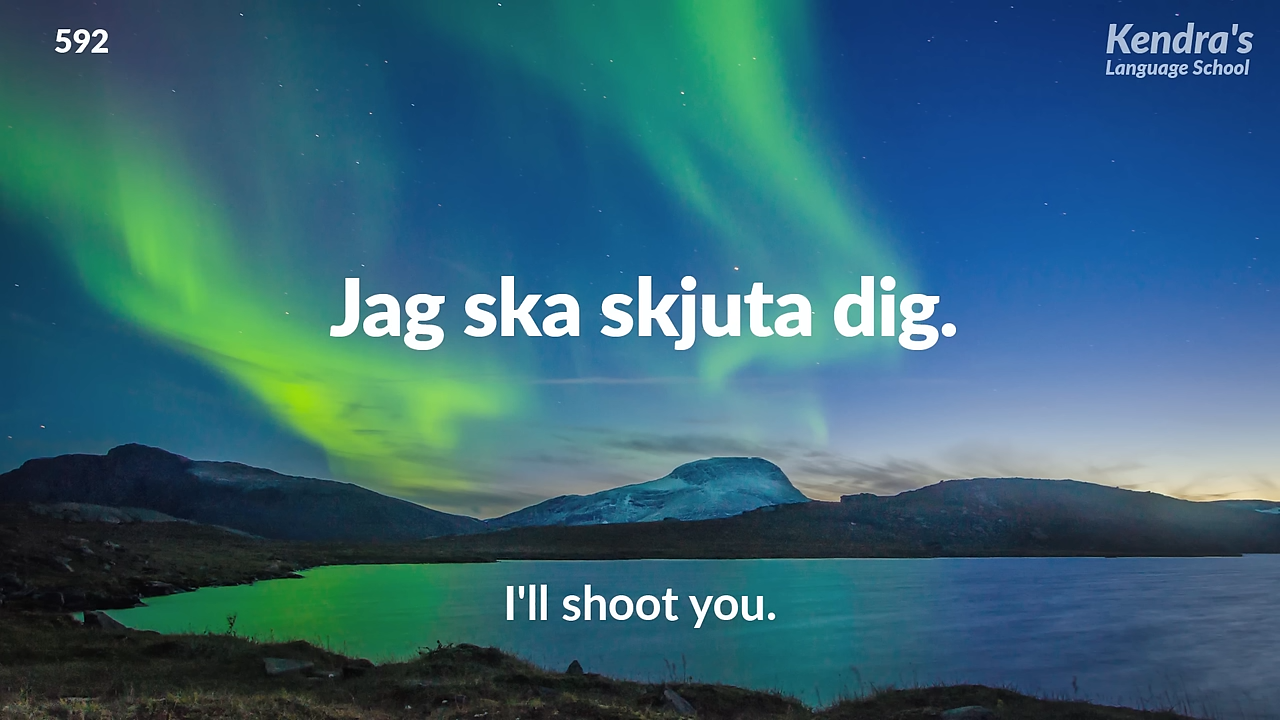 592
Kendra's
Language School
Jag ska skjuta dig.
I'll shoot you.